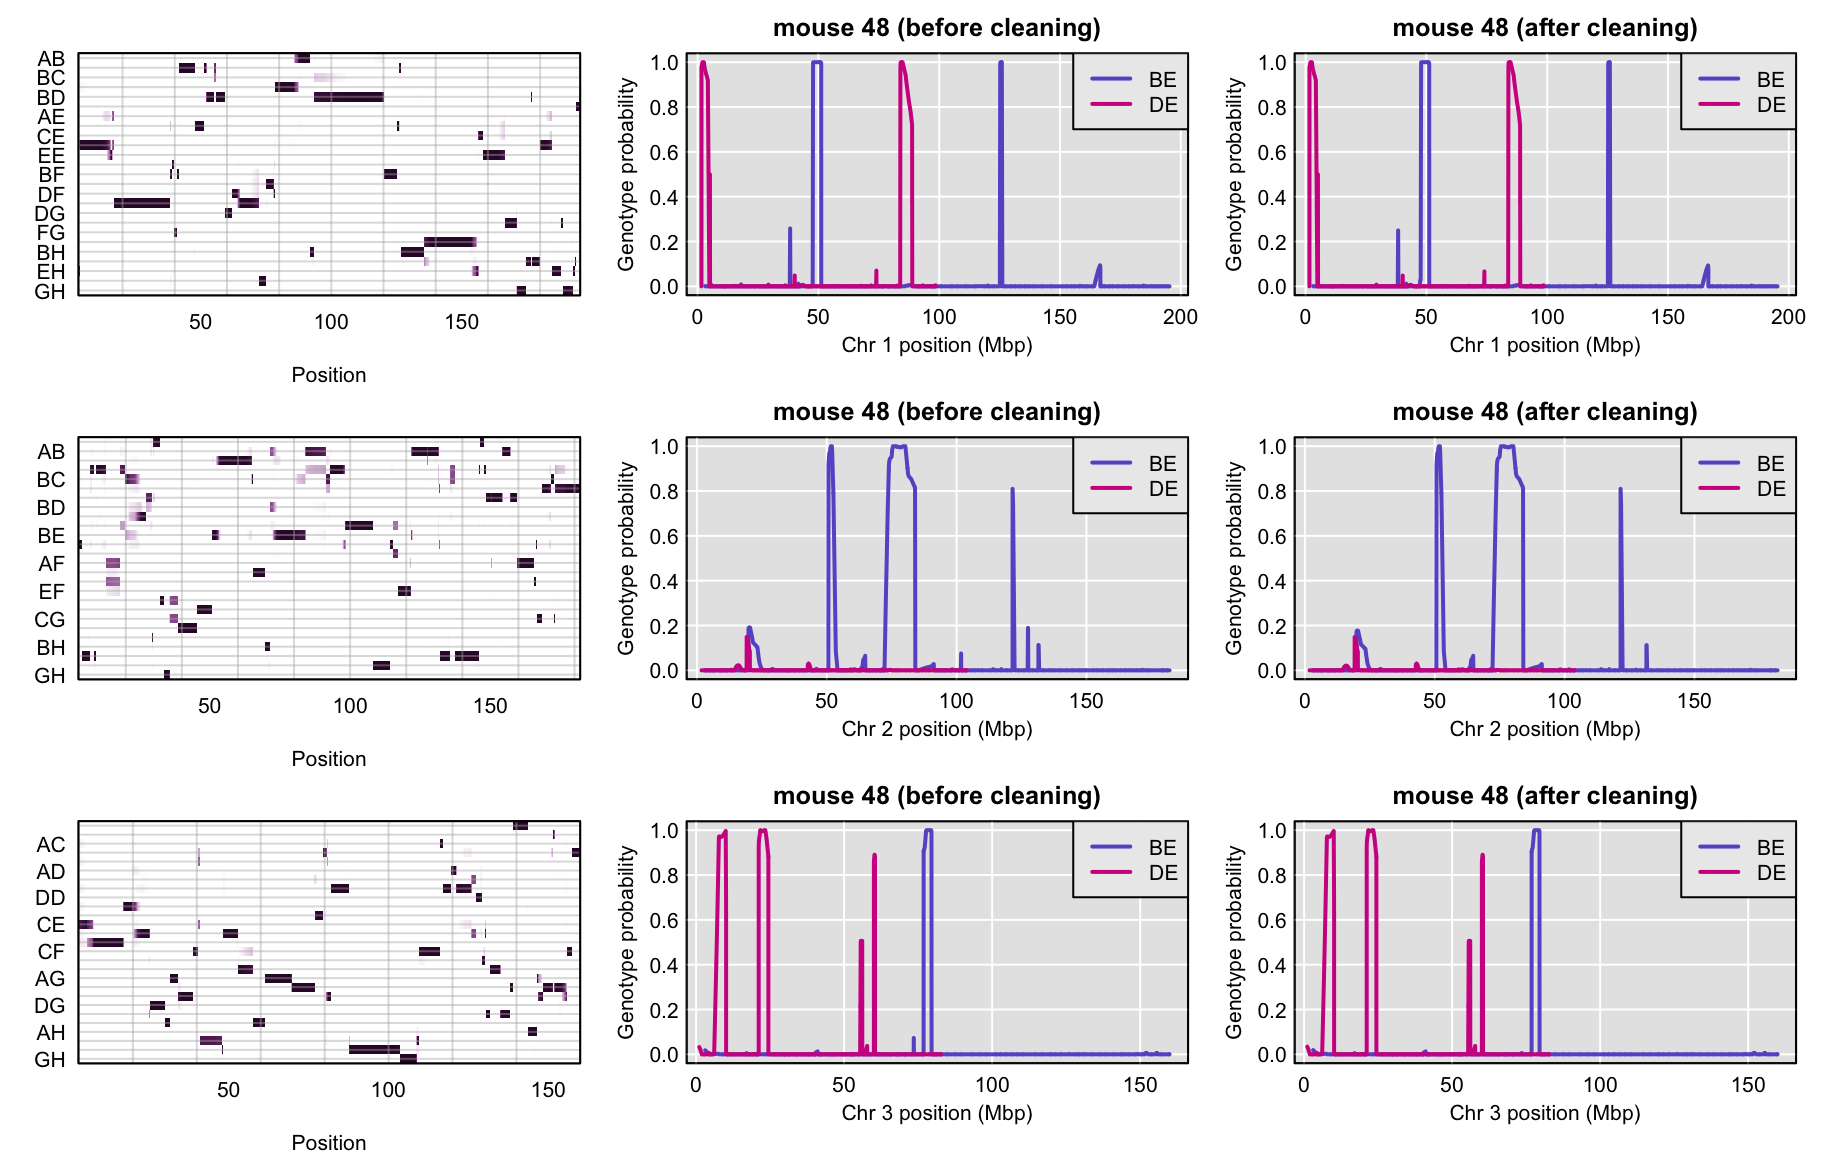 AB
BC
BD
AE
CE
EE
BF
DF
DG
FG
BH
EH
GH
50 100 150
Position
mouse 48 (before cleaning)
Genotype probability
1.0
0.8
0.6
0.4
0.2
0.0
BE
DE
0 50 100 150 200
Chr 1 position (Mbp)
mouse 48 (after cleaning)
Genotype probability
1.0
0.8
0.6
0.4
0.2
0.0
BE
DE
0 50 100 150 200
Chr 1 position (Mbp)
AB
BC
BD
BE
AF
EF
CG
BH
GH
50 100 150
Position
mouse 48 (before cleaning)
Genotype probability
1.0
0.8
0.6
0.4
0.2
0.0
BE
DE
0 50 100 150
Chr 2 position (Mbp)
mouse 48 (after cleaning)
Genotype probability
1.0
0.8
0.6
0.4
0.2
0.0
BE
DE
0 50 100 150
Chr 2 position (Mbp)
AC
AD
DD
CE
CF
AG
DG
AH
GH
50 100 150
Position
mouse 48 (before cleaning)
Genotype probability
1.0
0.8
0.6
0.4
0.2
0.0
BE
DE
0 50 100 150
Chr 3 position (Mbp)
mouse 48 (after cleaning)
Genotype probability
1.0
0.8
0.6
0.4
0.2
0.0
BE
DE
0 50 100 150
Chr 3 position (Mbp)